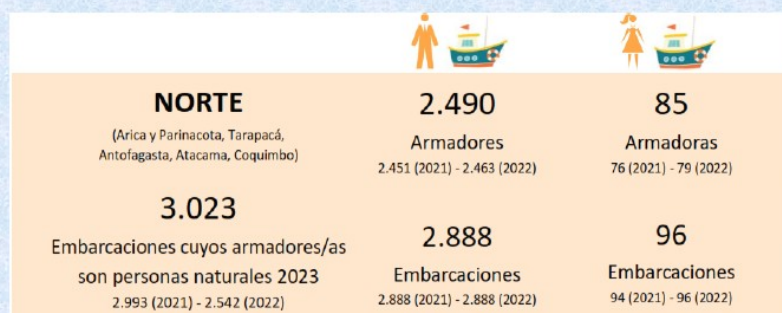 NORTE
(Arica y Parinacota, Tarapacá,
Antofagasta, Atacama, Coquimbo)
3.023
Embarcaciones cuyos armadores/as
son personas naturales 2023
2.993 (2021) - 2.542 (2022)
2.490
Armadores
2.451 (2021) - 2.463 (2022)
2.888
Embarcaciones
2.888 (2021) - 2.888 (2022)
85
Armadoras
76 (2021) - 79 (2022)
96
Embarcaciones
94 (2021) - 96 (2022)